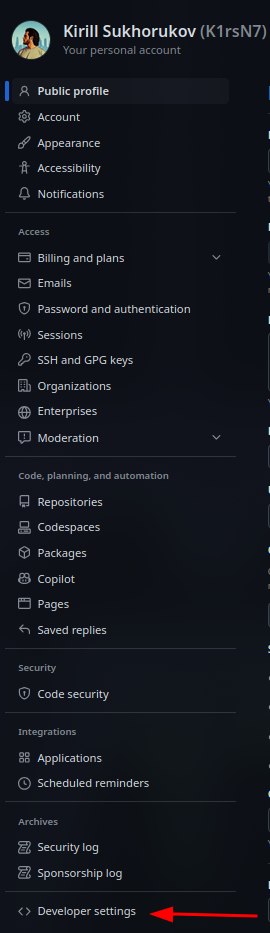 Kirill Sukhorukov (K1rsN7)
Your personal account
Public profile
Account
Appearance
Accessibility
Notifications
Access
Billing and plans
Emails
Password and authentication
Sessions
SSH and GPG keys
Organizations
Enterprises
Moderation
Code, planning, and automation
Repositories
Codespaces
Packages
Copilot
Pages
Saved replies
Security
Code security
Integrations
Applications
Scheduled reminders
Archives
Security log
Sponsorship log
Developer settings